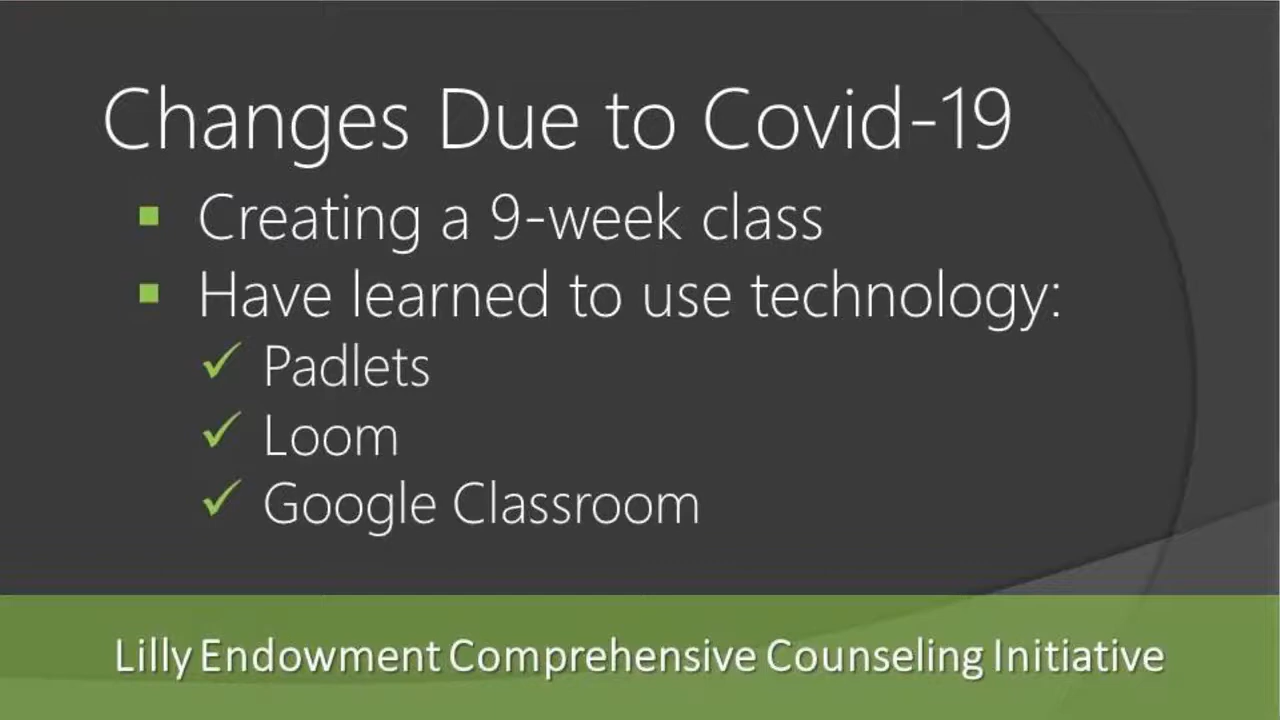 Changes Due to Covid-19
Creating a 9-week class
Have learned to use technology:
Padlets
Loom
Google Classroom
Lilly Endowment Comprehensive Counseling Initiative